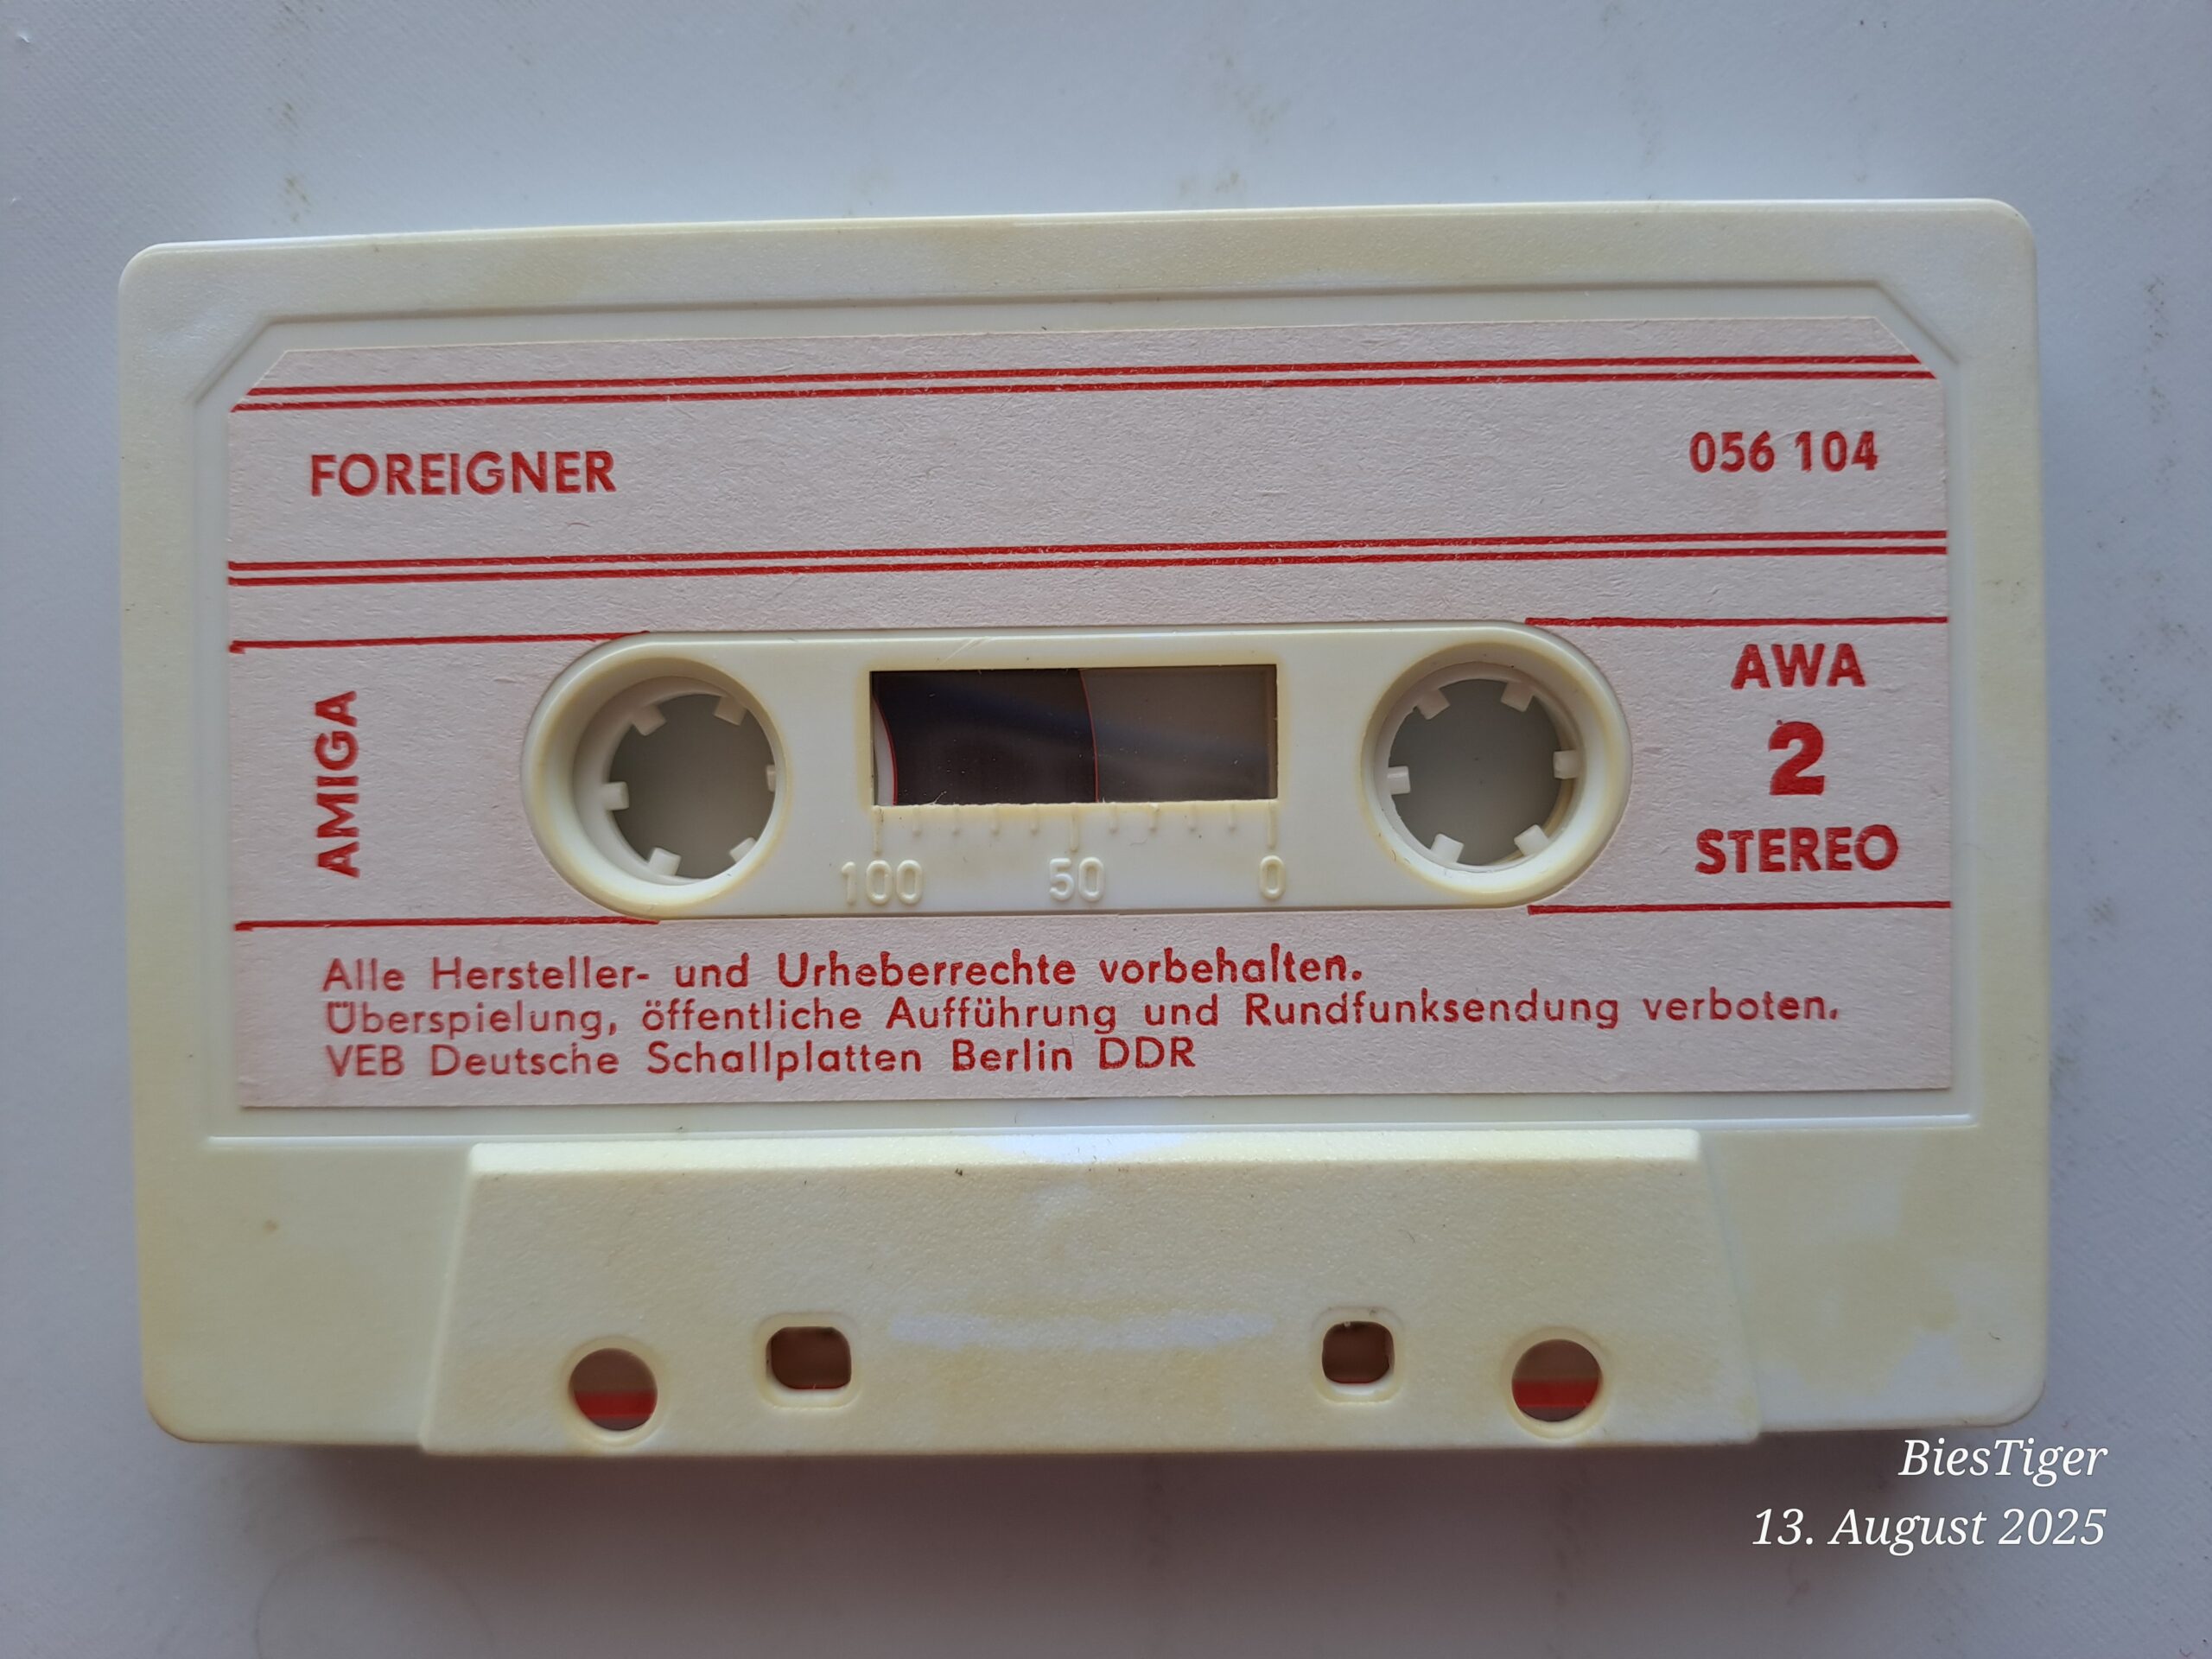 FOREIGNER
056 104
AMIGA
AWA
2
STEREO
100 50 0
Alle Hersteller- und Urheberrechte vorbehalten.
Überspielung, öffentliche Aufführung und Rundfunksendung verboten.
VEB Deutsche Schallplatten Berlin DDR
BiesTiger
13. August 2025